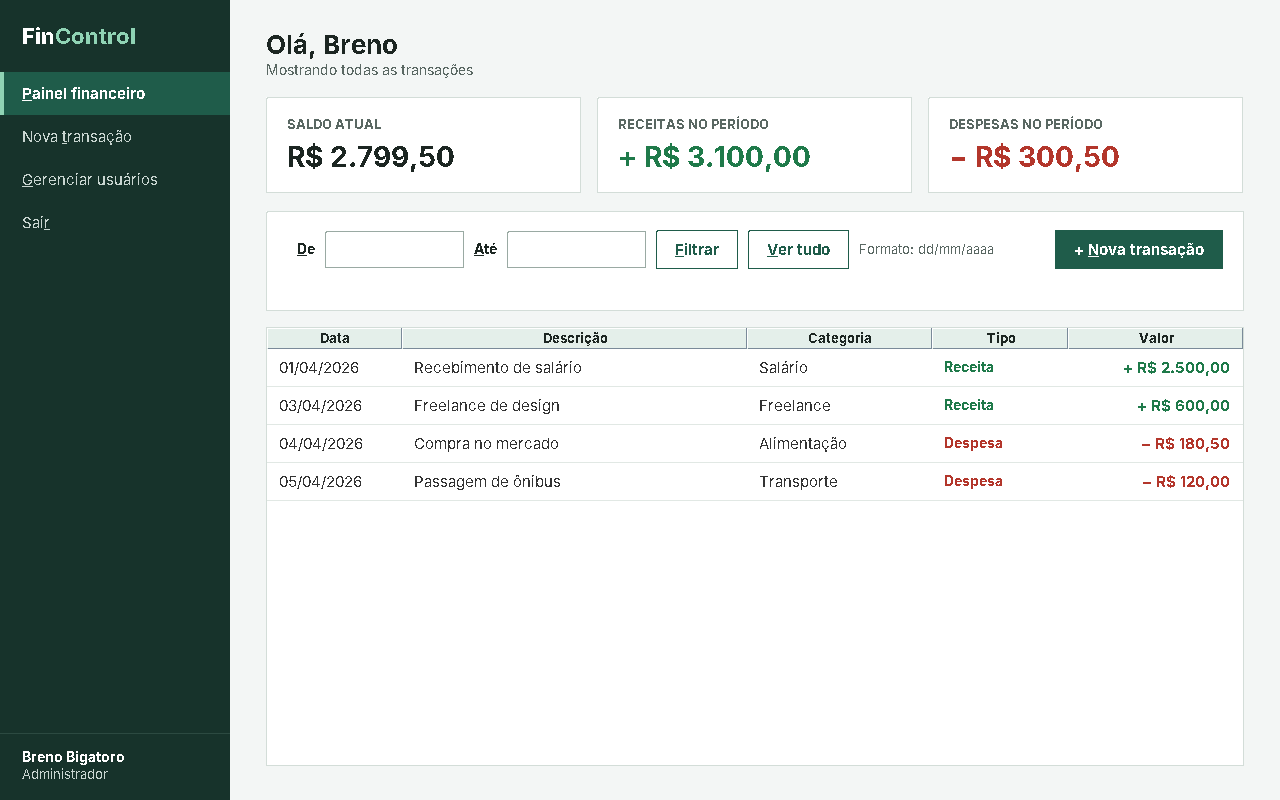 FinControl
Painel financeiro
Nova transação
Gerenciar usuários
Sair
Breno Bigatoro
Administrador
Olá, Breno
Mostrando todas as transações
SALDO ATUAL
R$ 2.799,50
RECEITAS NO PERÍODO
+ R$ 3.100,00
DESPESAS NO PERÍODO
– R$ 300,50
De Até Filtrar Ver tudo Formato: dd/mm/aaaa + Nova transação
Data Descrição Categoria Tipo Valor
01/04/2026 Recebimento de salário Salário Receita + R$ 2.500,00
03/04/2026 Freelance de design Freelance Receita + R$ 600,00
04/04/2026 Compra no mercado Alimentação Despesa – R$ 180,50
05/04/2026 Passagem de ônibus Transporte Despesa – R$ 120,00